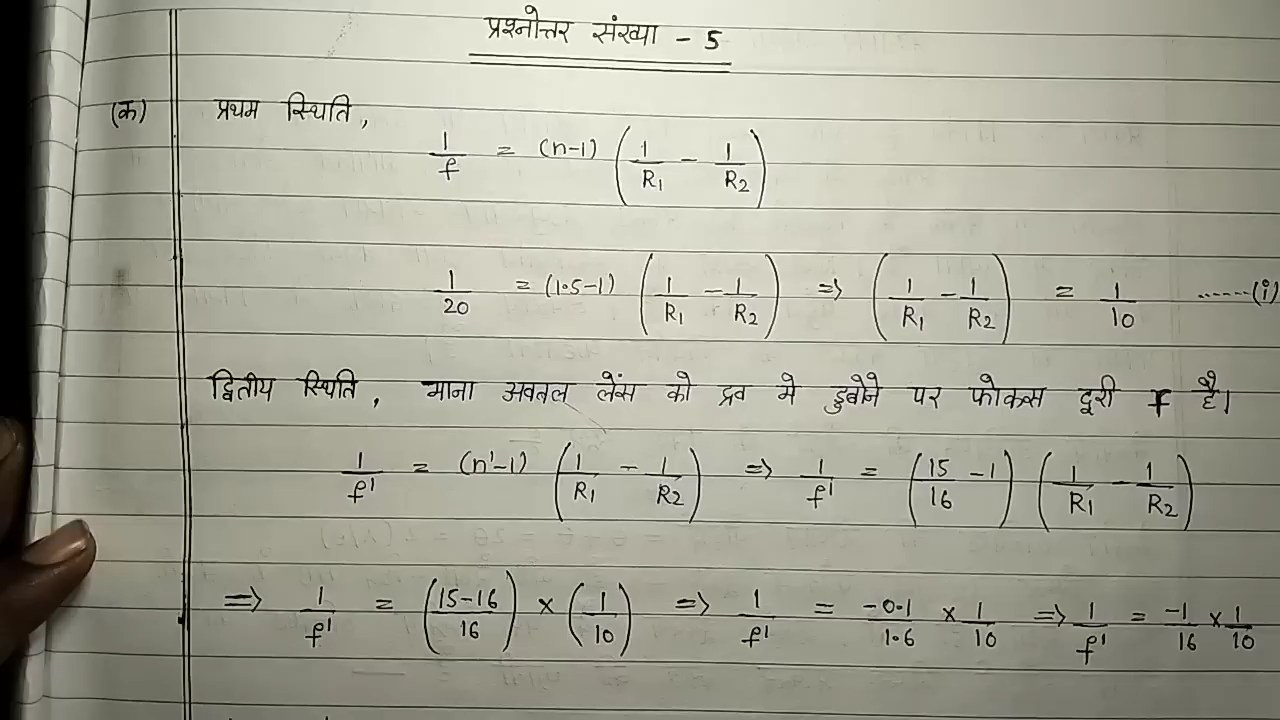 प्रश्नोत्तर संख्या - 5
(क) प्रथम स्थिति,
1/f = (n-1) (1/R₁ - 1/R₂)
1/20 = (1.5-1) (1/R₁ - 1/R₂) => (1/R₁ - 1/R₂) = 1/10 ......(i)
द्वितीय स्थिति, माना अवतल लेंस को द्रव मे डुबोने पर फोकस दूरी F है।
1/f' = (n'-1) (1/R₁ - 1/R₂) => 1/f' = (15/16 - 1) (1/R₁ - 1/R₂)
=> 1/f' = (15-16/16) × (1/10) => 1/f' = -0.1/1.6 × 1/10 => 1/f' = -1/16 × 1/10